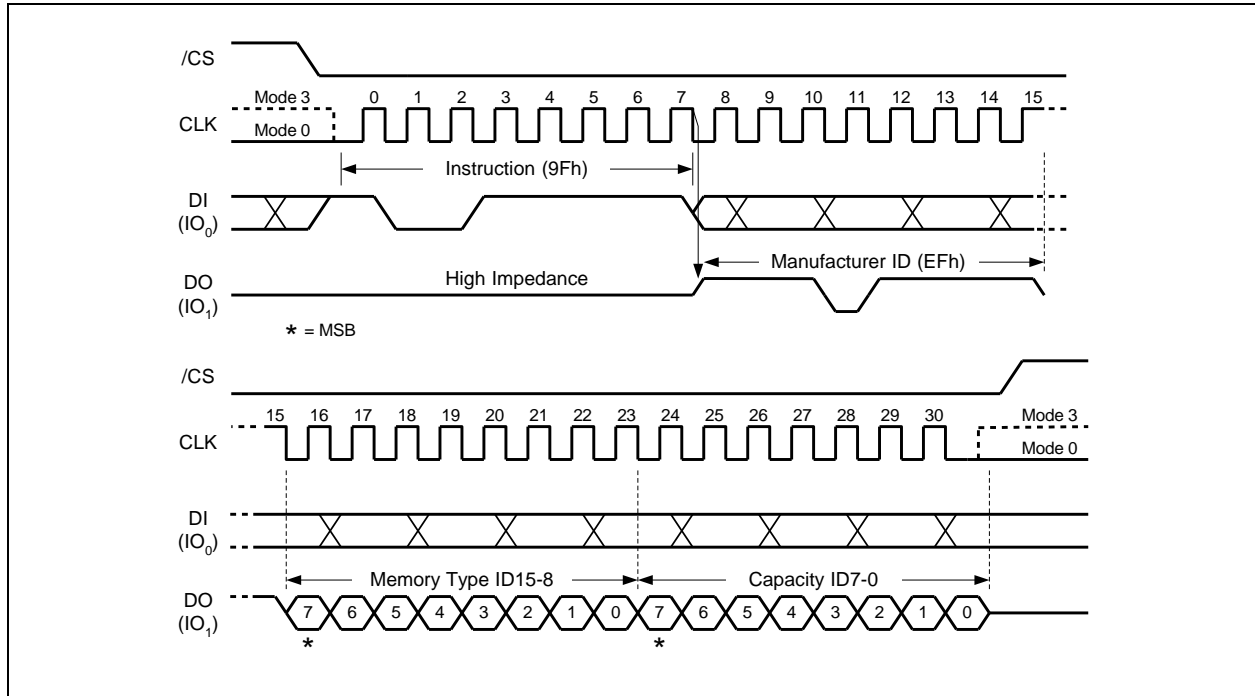 /CS
Mode 3 0 1 2 3 4 5 6 7 8 9 10 11 12 13 14 15
CLK
Mode 0
Instruction (9Fh)
DI
(IO0)
Manufacturer ID (EFh)
High Impedance
DO
(IO1)
* = MSB
/CS
15 16 17 18 19 20 21 22 23 24 25 26 27 28 29 30 Mode 3
CLK
Mode 0
DI
(IO0)
Memory Type ID15-8 Capacity ID7-0
DO
(IO1)
7 6 5 4 3 2 1 0 7 6 5 4 3 2 1 0
* *